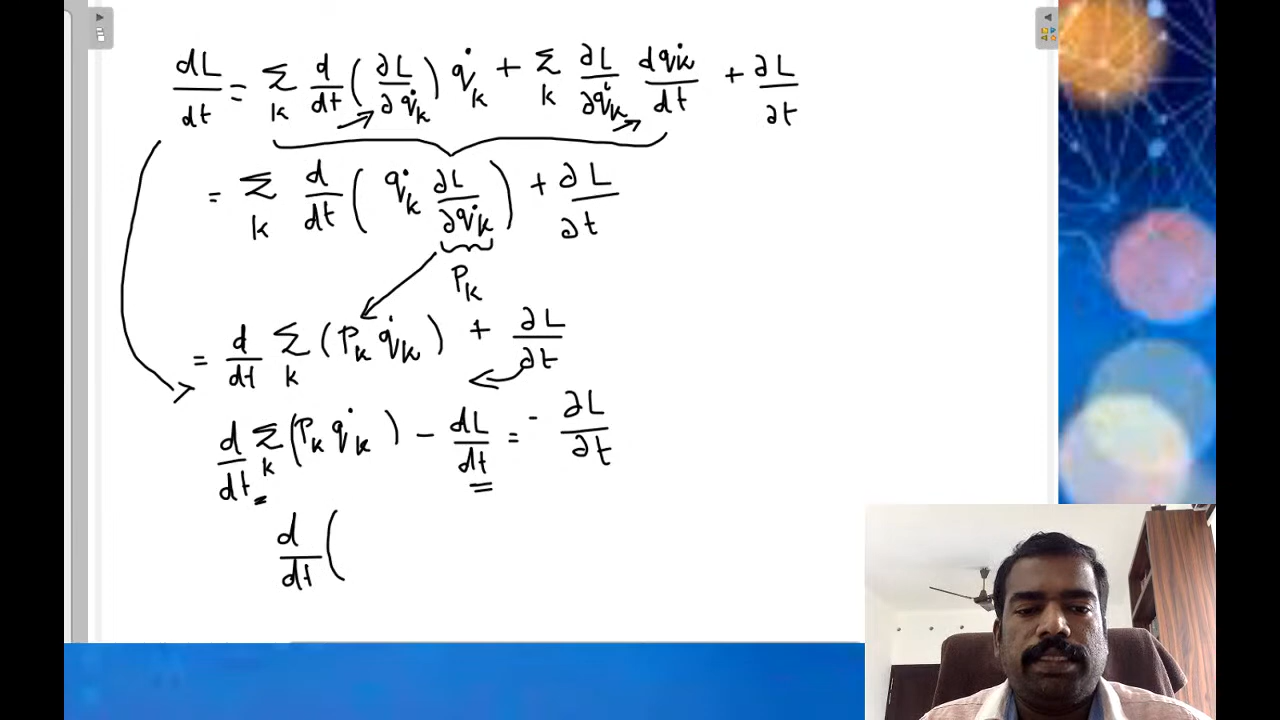 dL/dt = Σ_k d/dt (∂L/∂q̇_k) q̇_k + Σ_k ∂L/∂q̇_k dq̇_k/dt + ∂L/∂t
= Σ_k d/dt ( q̇_k ∂L/∂q̇_k ) + ∂L/∂t
P_k
= d/dt Σ_k (P_k q̇_k) + ∂L/∂t
d/dt Σ_k (P_k q̇_k) - dL/dt = - ∂L/∂t
d/dt (